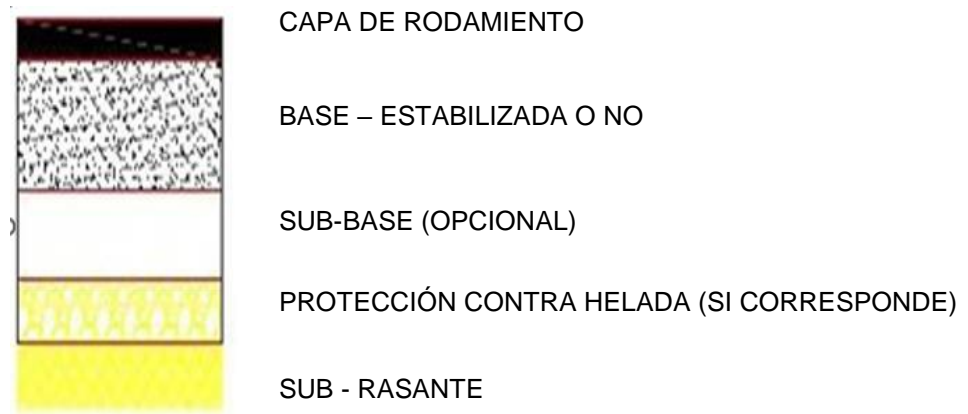 CAPA DE RODAMIENTO
BASE – ESTABILIZADA O NO
SUB-BASE (OPCIONAL)
PROTECCIÓN CONTRA HELADA (SI CORRESPONDE)
SUB - RASANTE